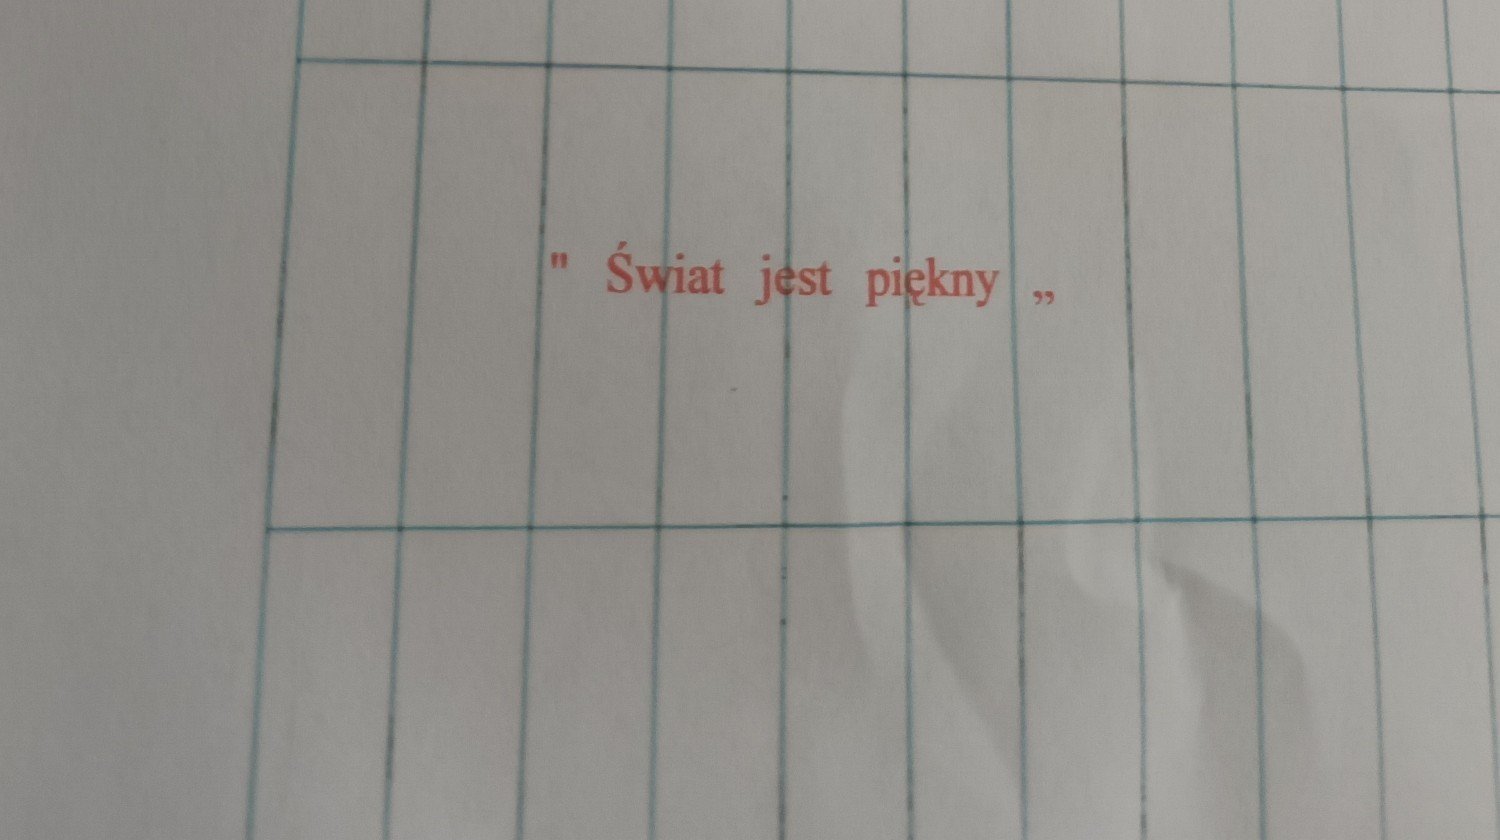 " Świat jest piękny „